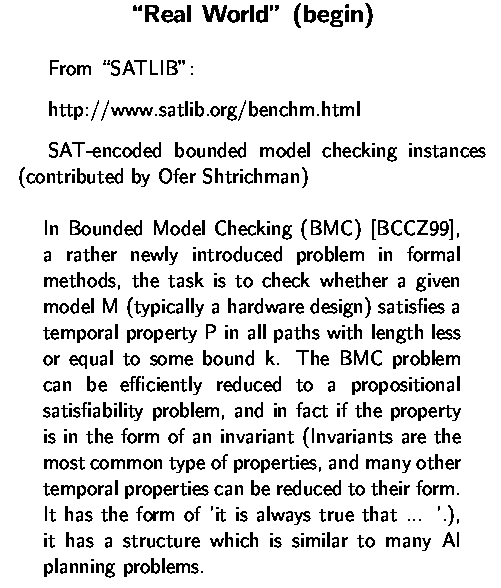 “Real World” (begin)
From “SATLIB”:
http://www.satlib.org/benchm.html
SAT-encoded bounded model checking instances
(contributed by Ofer Shtrichman)
In Bounded Model Checking (BMC) [BCCZ99],
a rather newly introduced problem in formal
methods, the task is to check whether a given
model M (typically a hardware design) satisfies a
temporal property P in all paths with length less
or equal to some bound k. The BMC problem
can be efficiently reduced to a propositional
satisfiability problem, and in fact if the property
is in the form of an invariant (Invariants are the
most common type of properties, and many other
temporal properties can be reduced to their form.
It has the form of 'it is always true that ... '.),
it has a structure which is similar to many AI
planning problems.